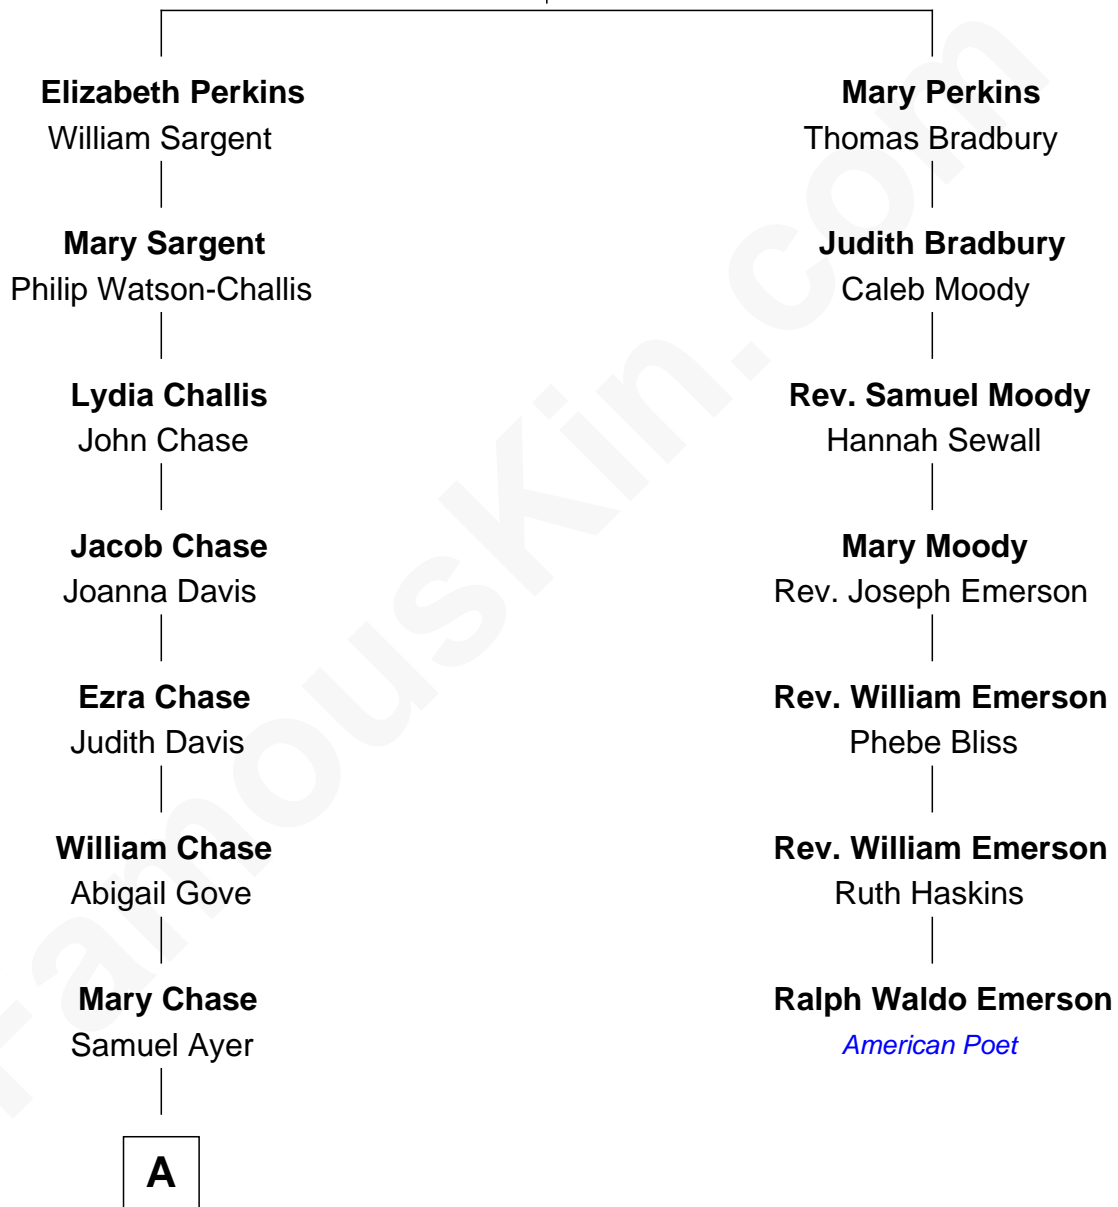 Elizabeth Perkins
William Sargent
Mary Sargent
Philip Watson-Challis
Lydia Challis
John Chase
Jacob Chase
Joanna Davis
Ezra Chase
Judith Davis
William Chase
Abigail Gove
Mary Chase
Samuel Ayer
A
Mary Perkins
Thomas Bradbury
Judith Bradbury
Caleb Moody
Rev. Samuel Moody
Hannah Sewall
Mary Moody
Rev. Joseph Emerson
Rev. William Emerson
Phebe Bliss
Rev. William Emerson
Ruth Haskins
Ralph Waldo Emerson
American Poet
FamousKin.com